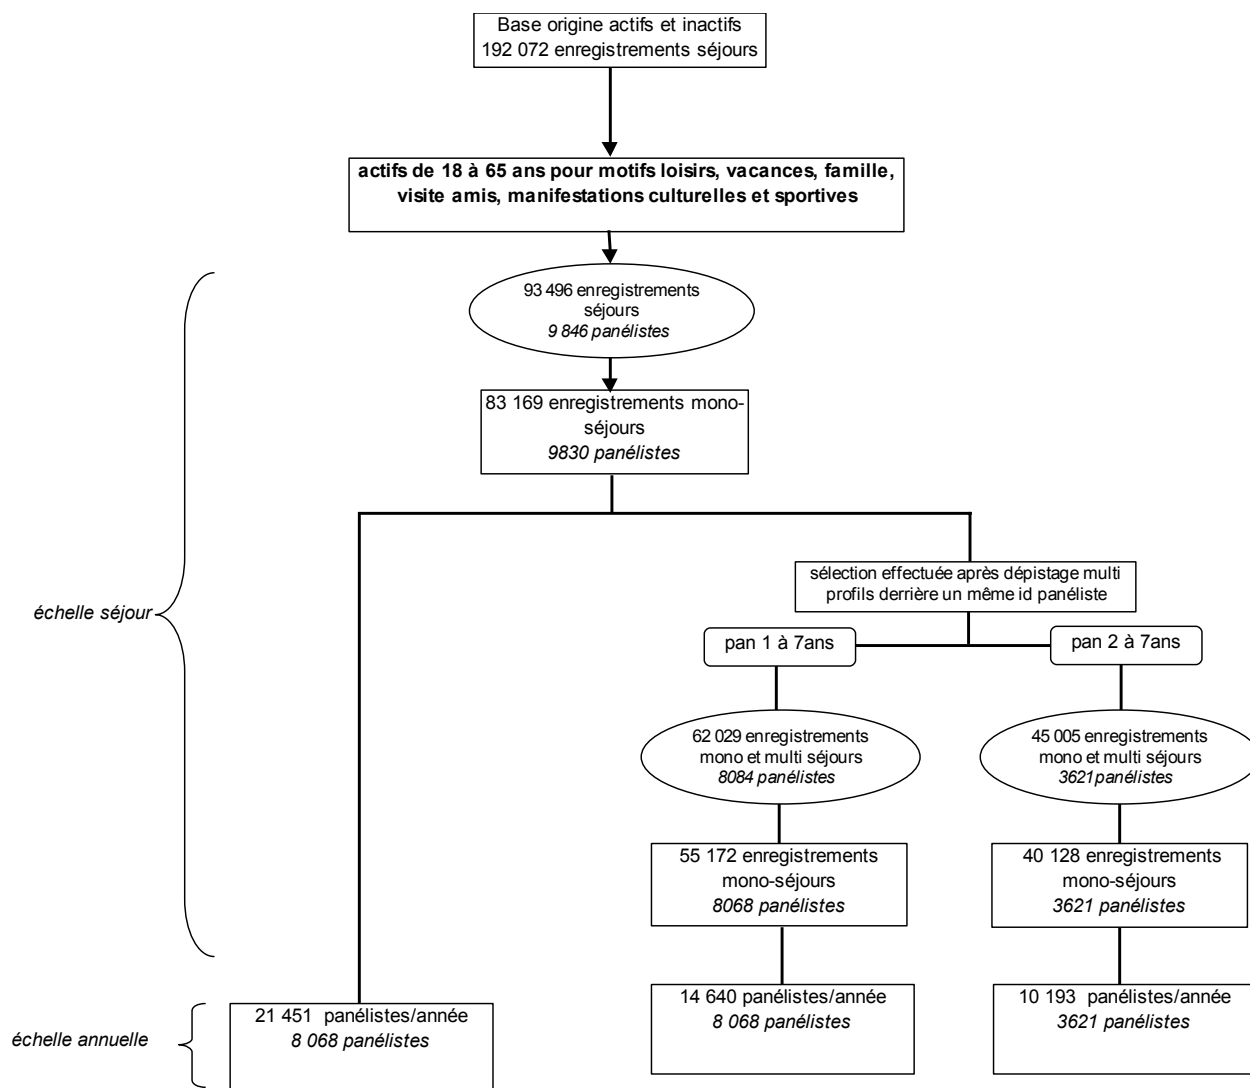 Base origine actifs et inactifs
192 072 enregistrements séjours
actifs de 18 à 65 ans pour motifs loisirs, vacances, famille,
visite amis, manifestations culturelles et sportives
93 496 enregistrements
séjours
9 846 panélistes
83 169 enregistrements mono-
séjours
9830 panélistes
sélection effectuée après dépistage multi
profils derrière un même id panéliste
échelle séjour
pan 1 à 7ans
pan 2 à 7ans
62 029 enregistrements
mono et multi séjours
8084 panélistes
45 005 enregistrements
mono et multi séjours
3621 panélistes
55 172 enregistrements
mono-séjours
8068 panélistes
40 128 enregistrements
mono-séjours
3621 panélistes
échelle annuelle
21 451 panélistes/année
8 068 panélistes
14 640 panélistes/année
8 068 panélistes
10 193 panélistes/année
3621 panélistes